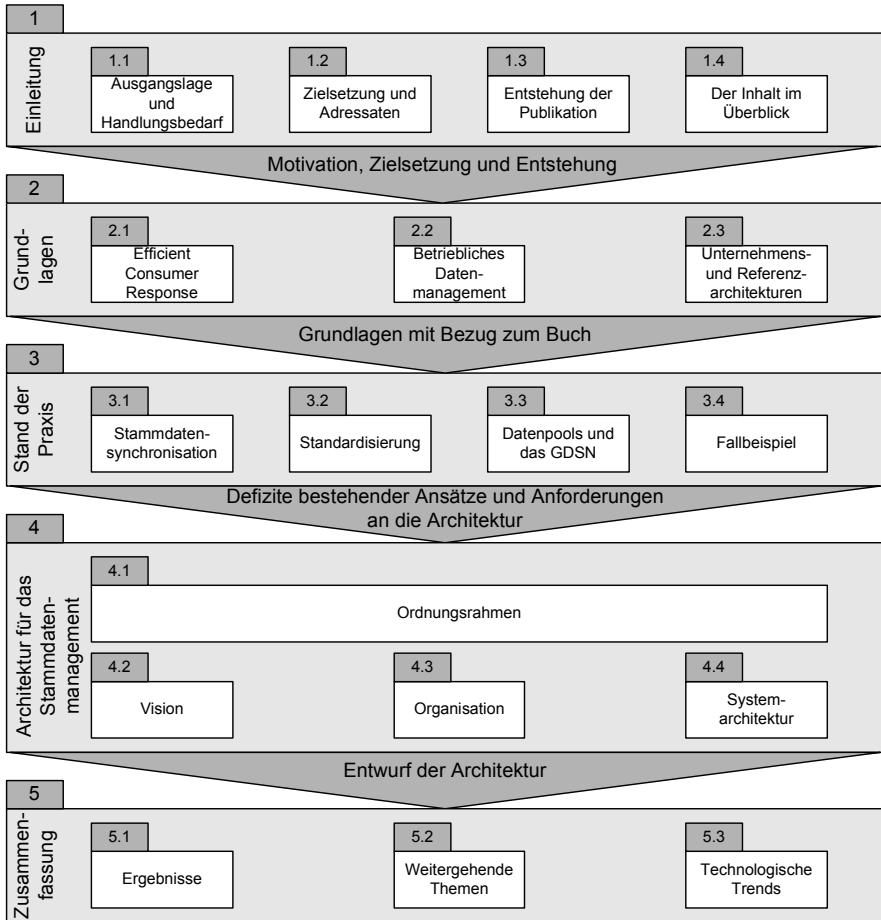 1
Einleitung
1.1
Ausgangslage
und
Handlungsbedarf
1.2
Zielsetzung und
Adressaten
1.3
Entstehung der
Publikation
1.4
Der Inhalt im
Überblick
Motivation, Zielsetzung und Entstehung
2
Grund-
lagen
2.1
Efficient
Consumer
Response
2.2
Betriebliches
Daten-
management
2.3
Unternehmens-
und Referenz-
architekturen
Grundlagen mit Bezug zum Buch
3
Stand der
Praxis
3.1
Stammdaten-
synchronisation
3.2
Standardisierung
3.3
Datenpools und
das GDSN
3.4
Fallbeispiel
Defizite bestehender Ansätze und Anforderungen
an die Architektur
4
Architektur für das
Stammdaten-
management
4.1
Ordnungsrahmen
4.2
Vision
4.3
Organisation
4.4
System-
architektur
Entwurf der Architektur
5
Zusammen-
fassung
5.1
Ergebnisse
5.2
Weitergehende
Themen
5.3
Technologische
Trends